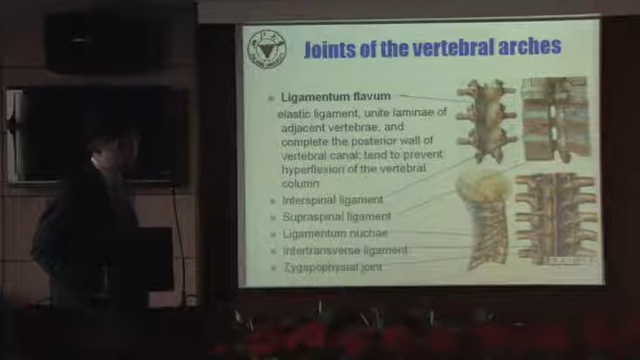 Joints of the vertebral arches
Ligamentum flavum
elastic ligament, unite laminae of
adjacent vertebrae, and
complete the posterior wall of
vertebral canal; tend to prevent
hyperflexion of the vertebral
column
Interspinal ligament
Supraspinal ligament
Ligamentum nuchae
Intertransverse ligament
Zygapophysial joint